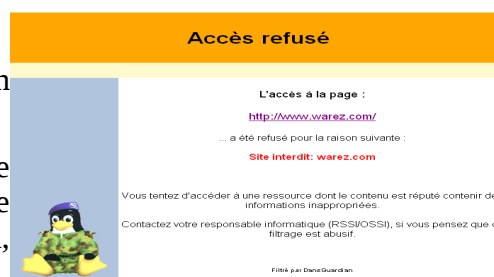 Accès refusé
L'accès à la page :
http://www.warez.com/
... a été refusé pour la raison suivante :
Site interdit: warez.com
Vous tentez d'accéder à une ressource dont le contenu est réputé contenir de
informations inappropriées.
Contactez votre responsable informatique (RSSI/OSSI), si vous pensez que
filtrage est abusif.
Filtré par DansGuardian